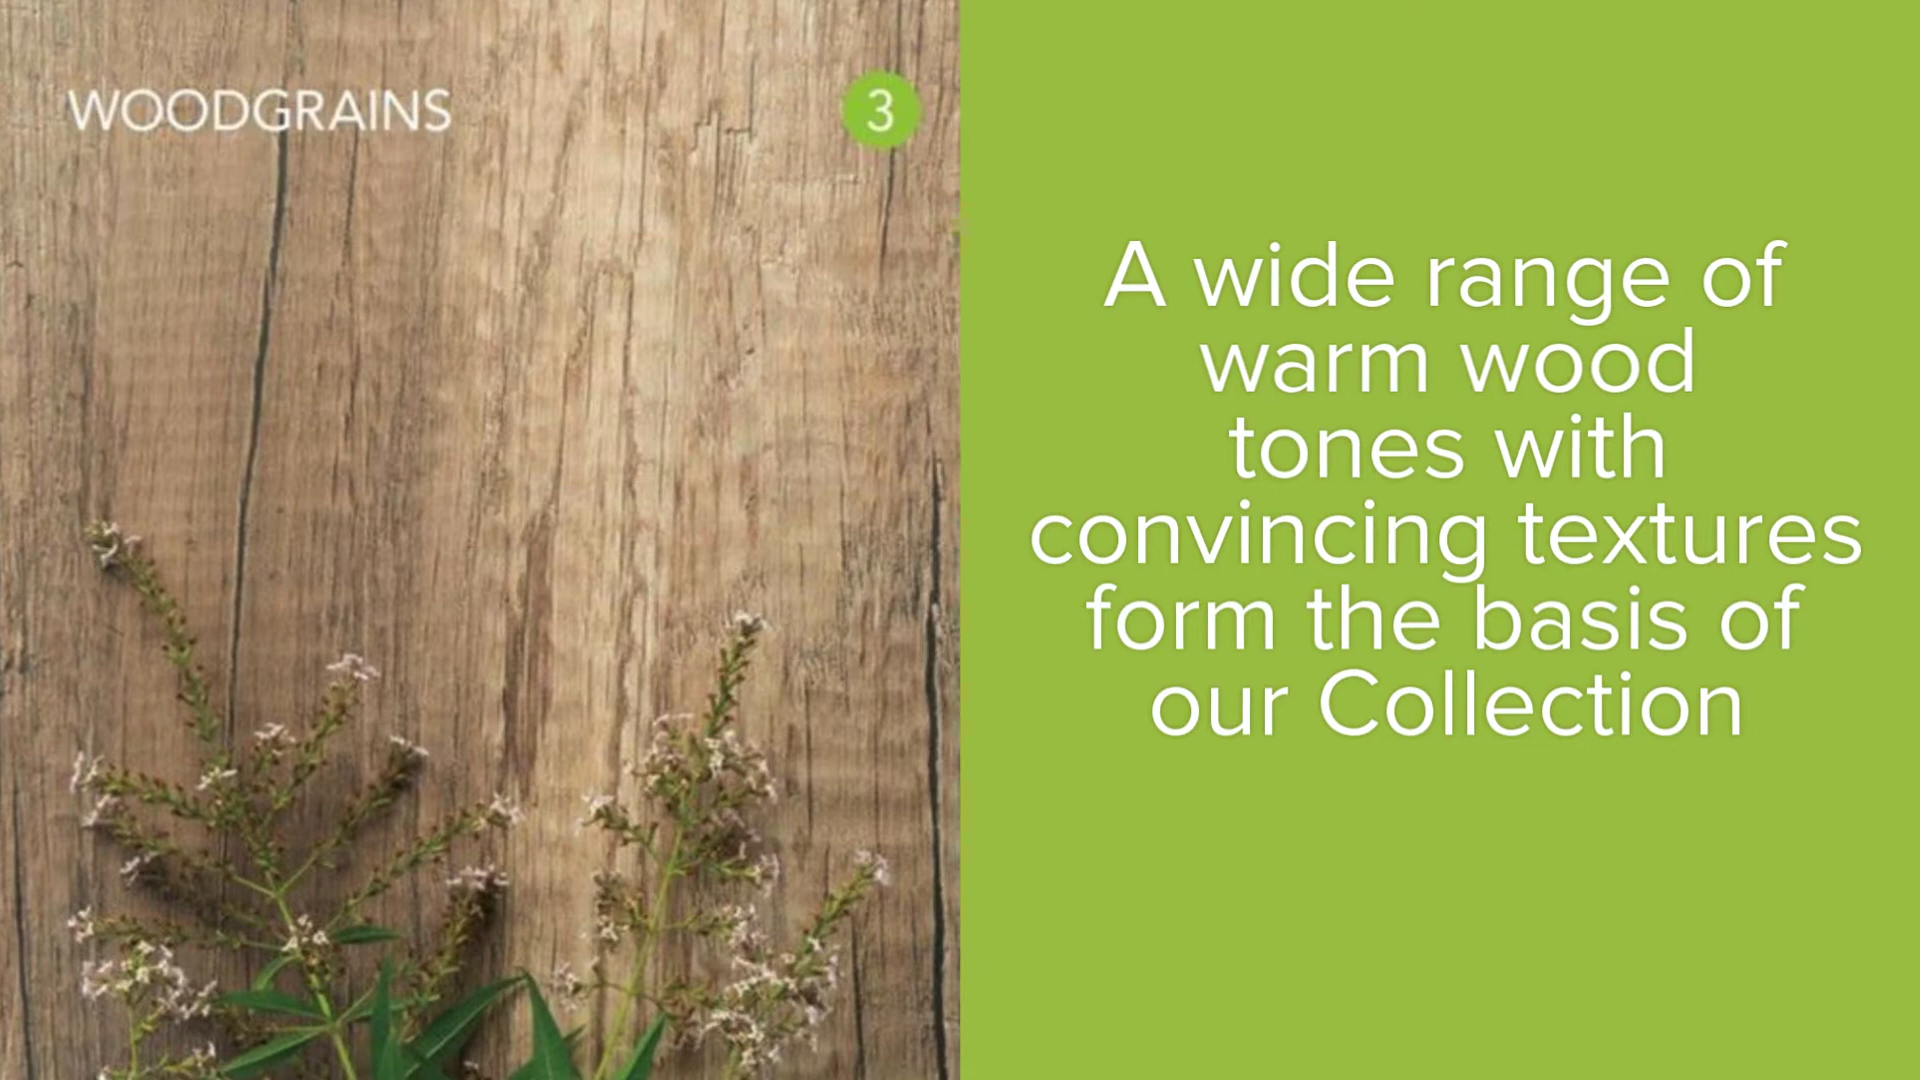 WOODGRAINS
3
A wide range of
warm wood
tones with
convincing textures
form the basis of
our Collection